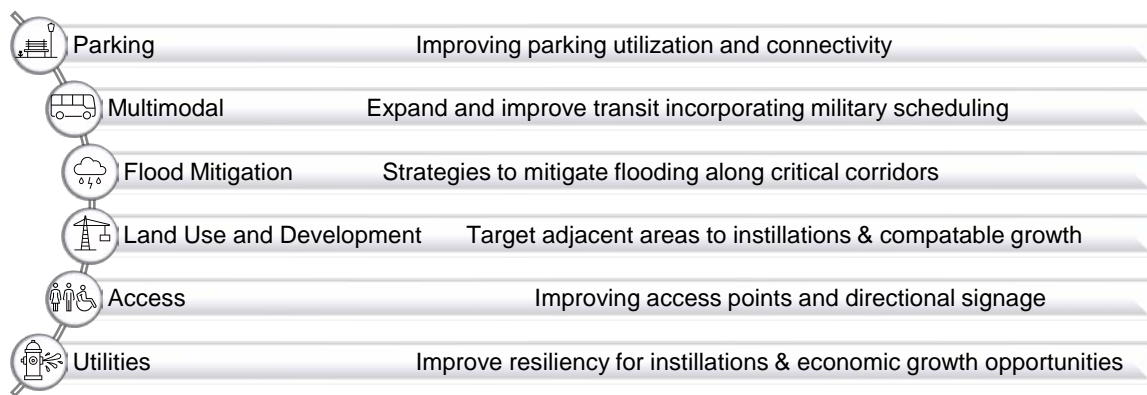 Parking Improving parking utilization and connectivity
Multimodal Expand and improve transit incorporating military scheduling
Flood Mitigation Strategies to mitigate flooding along critical corridors
Land Use and Development Target adjacent areas to instillations & compatable growth
Access Improving access points and directional signage
Utilities Improve resiliency for instillations & economic growth opportunities